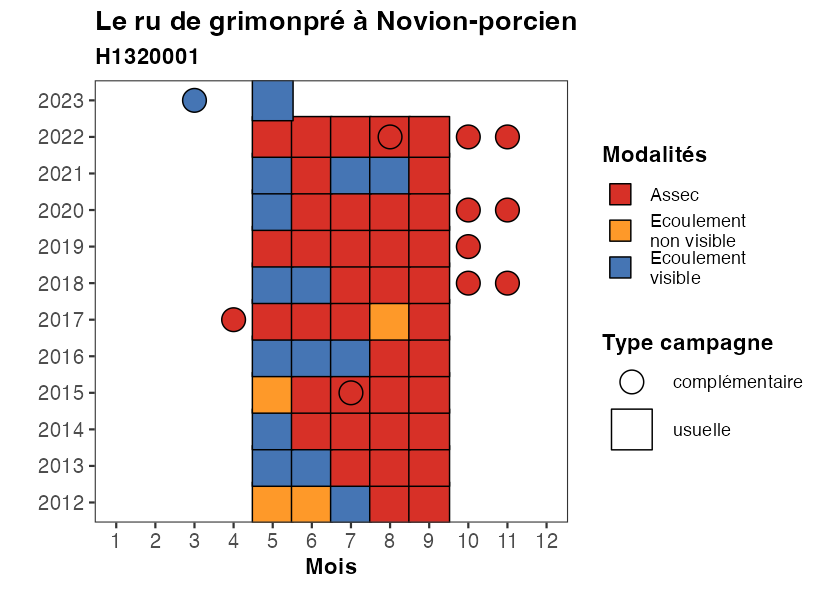 Le ru de grimonpré à Novion-porcien
H1320001
2023
2022
2021
2020
2019
2018
2017
2016
2015
2014
2013
2012
1 2 3 4 5 6 7 8 9 10 11 12
Mois
Modalités
Assec
Ecoulement
non visible
Ecoulement
visible
Type campagne
complémentaire
usuelle